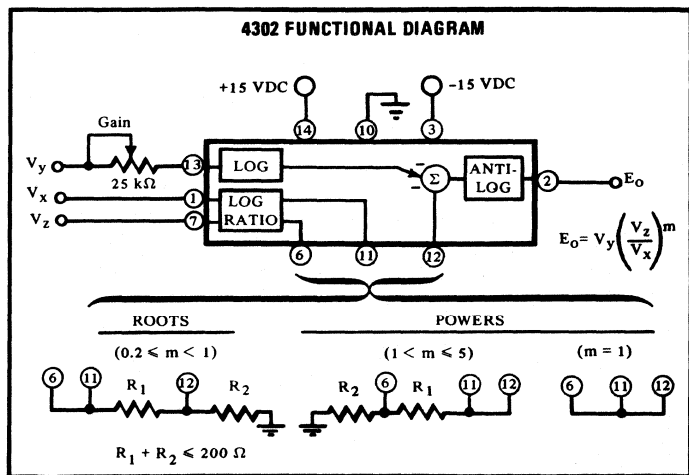 4302 FUNCTIONAL DIAGRAM
+15 VDC
-15 VDC
Gain
14
10
3
Vy
25 kΩ
13
LOG
−
−
Σ
ANTI-
LOG
2
Eo
Vx
1
LOG
RATIO
Vz
7
6
11
12
Eo = Vy (Vz/Vx)^m
ROOTS
(0.2 ⩽ m < 1)
POWERS
(1 < m ⩽ 5)
(m = 1)
6 11 R1 12 R2
R2 6 R1 11 12
6 11 12
R1 + R2 ⩽ 200 Ω